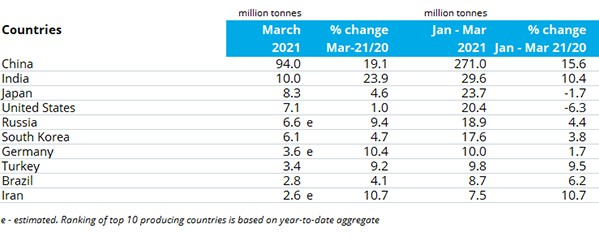 million tonnes million tonnes
Countries March % change Jan - Mar % change
2021 Mar-21/20 2021 Jan - Mar 21/20
China 94.0 19.1 271.0 15.6
India 10.0 23.9 29.6 10.4
Japan 8.3 4.6 23.7 -1.7
United States 7.1 1.0 20.4 -6.3
Russia 6.6 e 9.4 18.9 4.4
South Korea 6.1 4.7 17.6 3.8
Germany 3.6 e 10.4 10.0 1.7
Turkey 3.4 9.2 9.8 9.5
Brazil 2.8 4.1 8.7 6.2
Iran 2.6 e 10.7 7.5 10.7
e - estimated. Ranking of top 10 producing countries is based on year-to-date aggregate